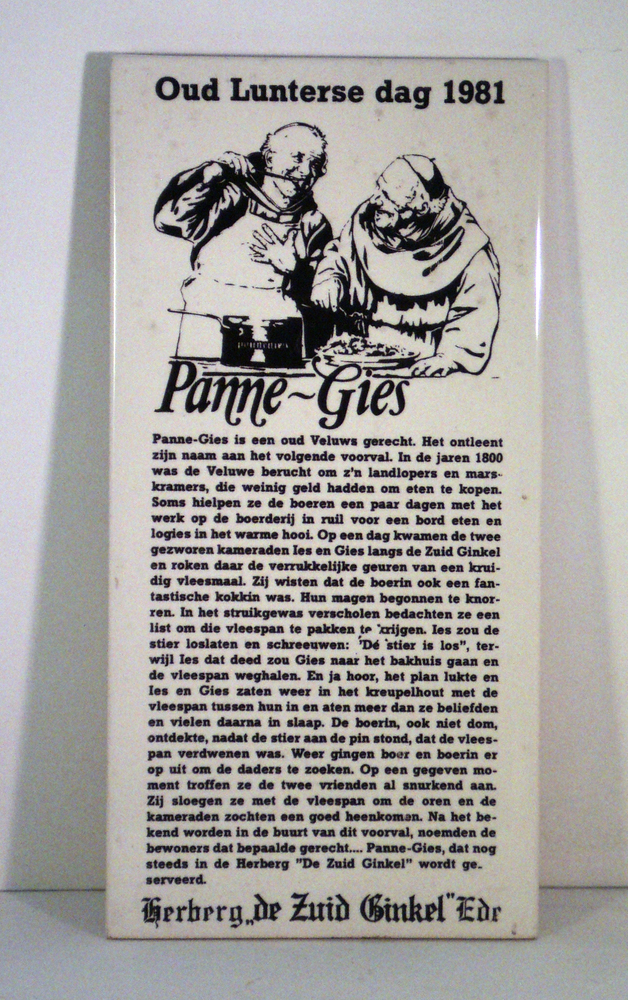 Oud Lunterse dag 1981
pannegies
Panne~Gies
Panne-Gies is een oud Veluws gerecht. Het ontleent
zijn naam aan het volgende voorval. In de jaren 1800
was de Veluwe berucht om z'n landlopers en mars-
kramers, die weinig geld hadden om eten te kopen.
Soms hielpen ze de boeren een paar dagen met het
werk op de boerderij in ruil voor een bord eten en
logies in het warme hooi. Op een dag kwamen de twee
gezworen kameraden Ies en Gies langs de Zuid Ginkel
en roken daar de verrukkelijke geuren van een krui-
dig vleesmaal. Zij wisten dat de boerin ook een fan-
tastische kokkin was. Hun magen begonnen te knor-
ren. In het struikgewas verscholen bedachten ze een
list om die vleespan te pakken te krijgen. Ies zou de
stier loslaten en schreeuwen: "Dé stier is los", ter-
wijl Ies dat deed zou Gies naar het bakhuis gaan en
de vleespan weghalen. En ja hoor, het plan lukte en
Ies en Gies zaten weer in het kreupelhout met de
vleespan tussen hun in en aten meer dan ze beliefden
en vielen daarna in slaap. De boerin, ook niet dom,
ontdekte, nadat de stier aan de pin stond, dat de vlees-
pan verdwenen was. Weer gingen boer en boerin er
op uit om de daders te zoeken. Op een gegeven mo-
ment troffen ze de twee vrienden al snurkend aan.
Zij sloegen ze met de vleespan om de oren en de
kameraden zochten een goed heenkoman. Na het be-
kend worden in de buurt van dit voorval, noemden de
bewoners dat bepaalde gerecht.... Panne-Gies, dat nog
steeds in de Herberg "De Zuid Ginkel" wordt ge-
serveerd.
Herberg „de Zuid Ginkel" Ede